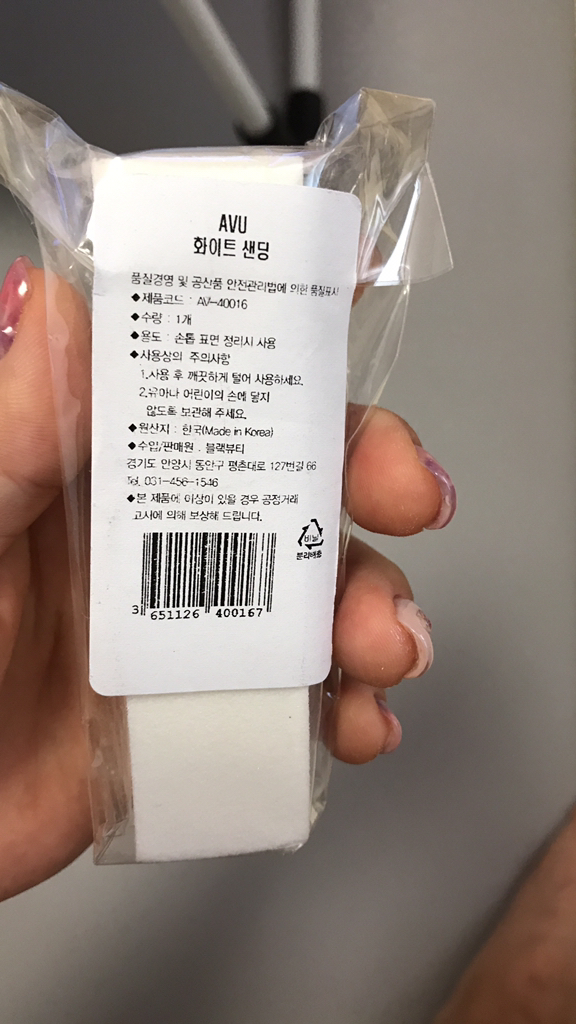 AVU
화이트 샌딩
품질경영 및 공산품 안전관리법에 의한 품질표시
◆제품코드 : AV-40016
◆수량 : 1개
◆용도 : 손톱 표면 정리시 사용
◆사용상의 주의사항
1.사용 후 깨끗하게 털어 사용하세요.
2.유아나 어린이의 손에 닿지
않도록 보관해 주세요.
◆원산지 : 한국(Made in Korea)
◆수입/판매원 : 블랙뷰티
경기도 안양시 동안구 평촌대로 127번길 66
Tel. 031-456-1546
◆본 제품에 이상이 있을 경우 공정거래
고시에 의해 보상해 드립니다.
비닐
분리배출
3 651126 400167